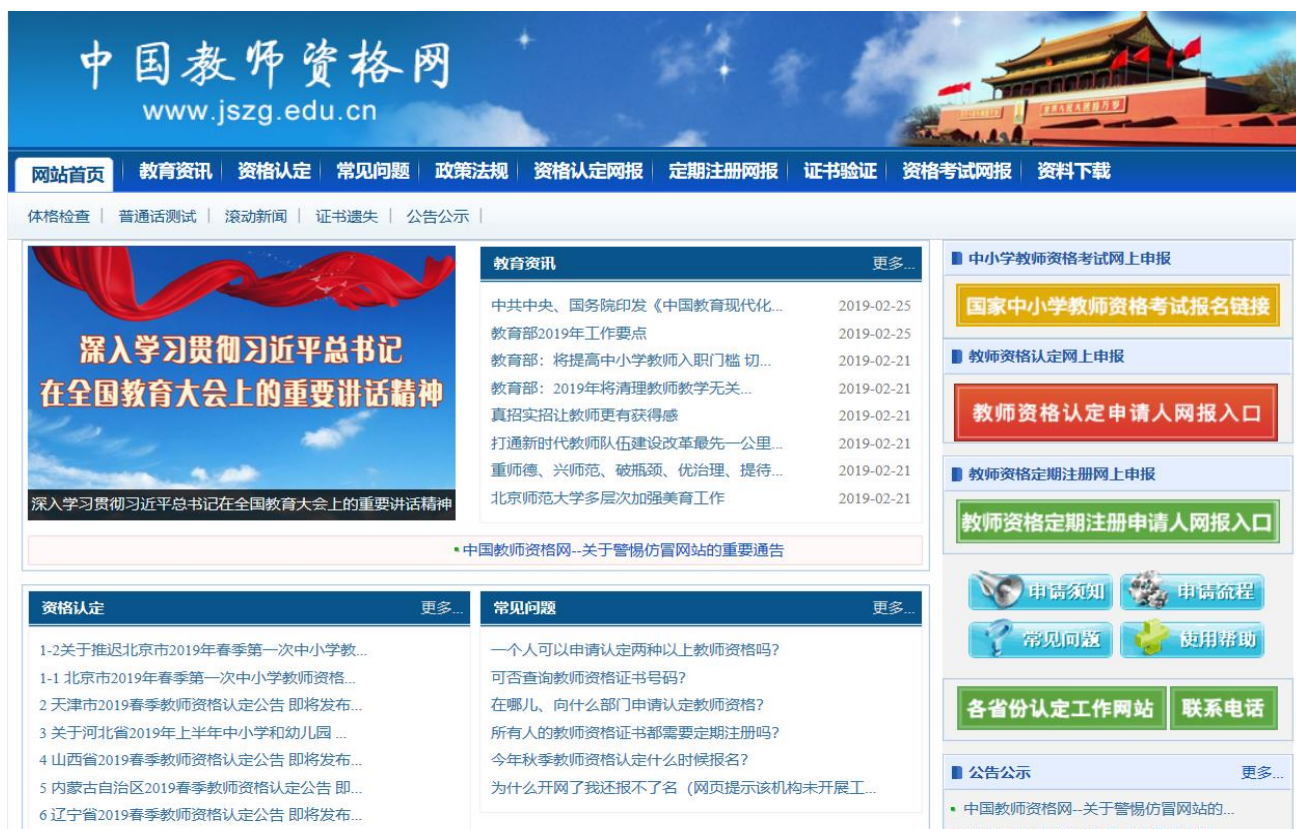 中国教师资格网
www.jszg.edu.cn
网站首页 教育资讯 资格认定 常见问题 政策法规 资格认定网报 定期注册网报 证书验证 资格考试网报 资料下载
体格检查 | 普通话测试 | 滚动新闻 | 证书遗失 | 公告公示 |
深入学习贯彻习近平总书记
在全国教育大会上的重要讲话精神
深入学习贯彻习近平总书记在全国教育大会上的重要讲话精神
教育资讯 更多...
中共中央、国务院印发《中国教育现代化... 2019-02-25
教育部2019年工作要点 2019-02-25
教育部：将提高中小学教师入职门槛 切... 2019-02-21
教育部：2019年将清理教师教学无关... 2019-02-21
真招实招让教师更有获得感 2019-02-21
打通新时代教师队伍建设改革最先一公里... 2019-02-21
重师德、兴师范、破瓶颈、优治理、提待... 2019-02-21
北京师范大学多层次加强美育工作 2019-02-21
中国教师资格网--关于警惕仿冒网站的重要通告
资格认定 更多...
1-2关于推迟北京市2019年春季第一次中小学教...
1-1 北京市2019年春季第一次中小学教师资格...
2 天津市2019春季教师资格认定公告 即将发布...
3 关于河北省2019年上半年中小学和幼儿园 ...
4 山西省2019春季教师资格认定公告 即将发布...
5 内蒙古自治区2019春季教师资格认定公告 即...
6 辽宁省2019春季教师资格认定公告 即将发布...
常见问题 更多...
一个人可以申请认定两种以上教师资格吗?
可否查询教师资格证书号码?
在哪儿、向什么部门申请认定教师资格?
所有人的教师资格证书都需要定期注册吗?
今年秋季教师资格认定什么时候报名?
为什么开网了我还报不了名（网页提示该机构未开展工...
中小学教师资格考试网上申报
国家中小学教师资格考试报名链接
教师资格认定网上申报
教师资格认定申请人网报入口
教师资格定期注册网上申报
教师资格定期注册申请人网报入口
申请须知 申请流程
常见问题 使用帮助
各省份认定工作网站 联系电话
公告公示 更多...
中国教师资格网--关于警惕仿冒网站的...